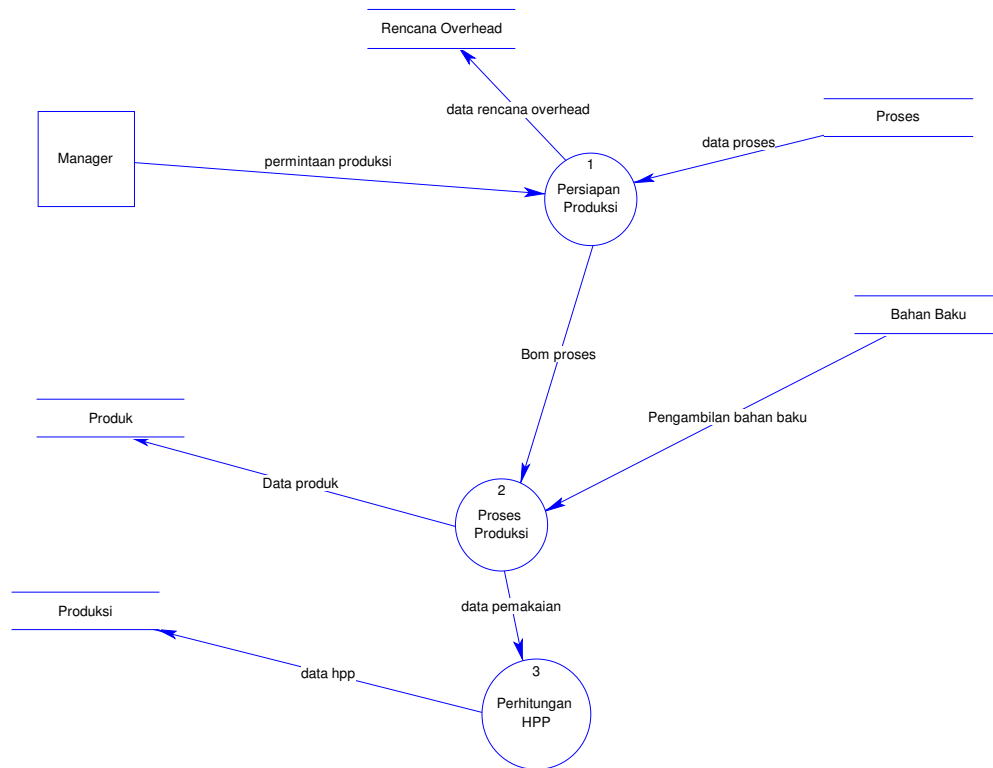 Rencana Overhead
data rencana overhead
Proses
data proses
Manager
permintaan produksi
1
Persiapan
Produksi
Bahan Baku
Bom proses
Pengambilan bahan baku
Produk
Data produk
2
Proses
Produksi
Produksi
data pemakaian
data hpp
3
Perhitungan
HPP